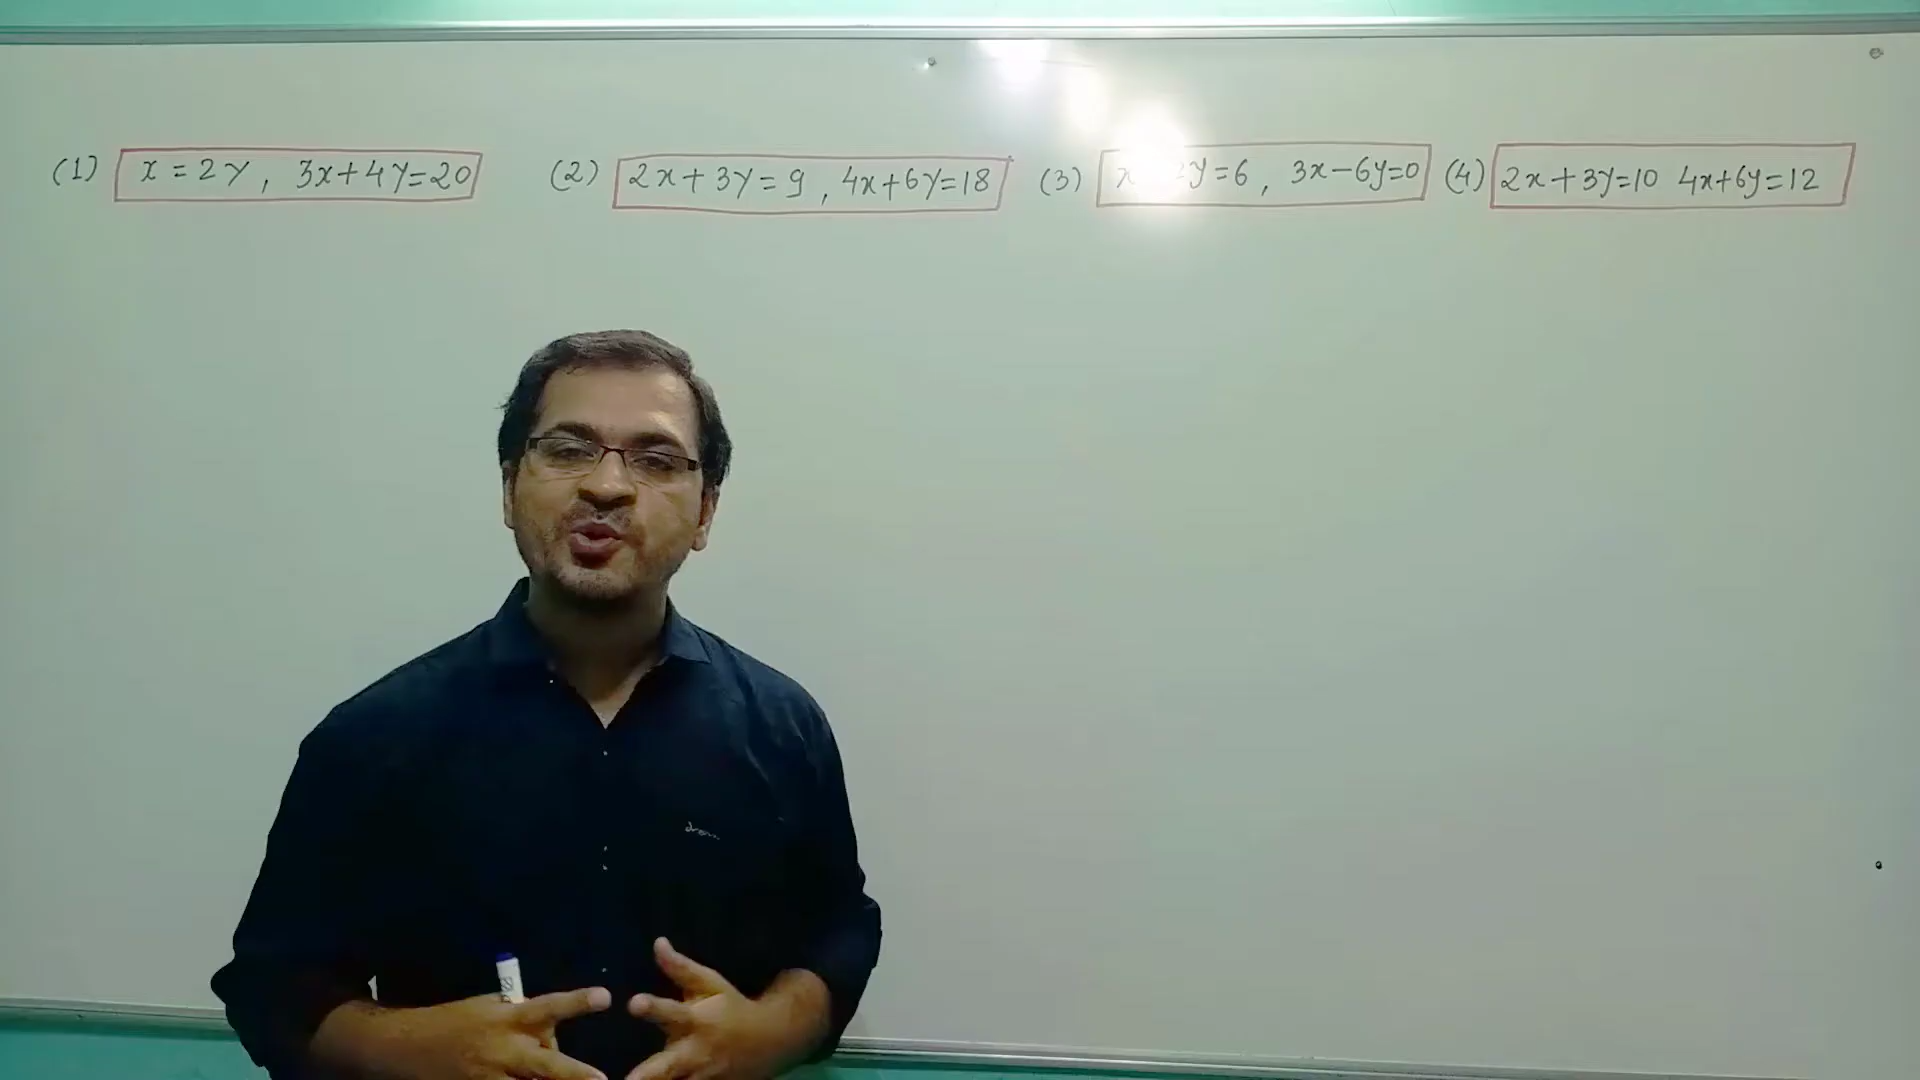 (1) x = 2y, 3x+4y=20 (2) 2x+3y=9, 4x+6y=18 (3) x y=6, 3x-6y=0 (4) 2x+3y=10 4x+6y=12